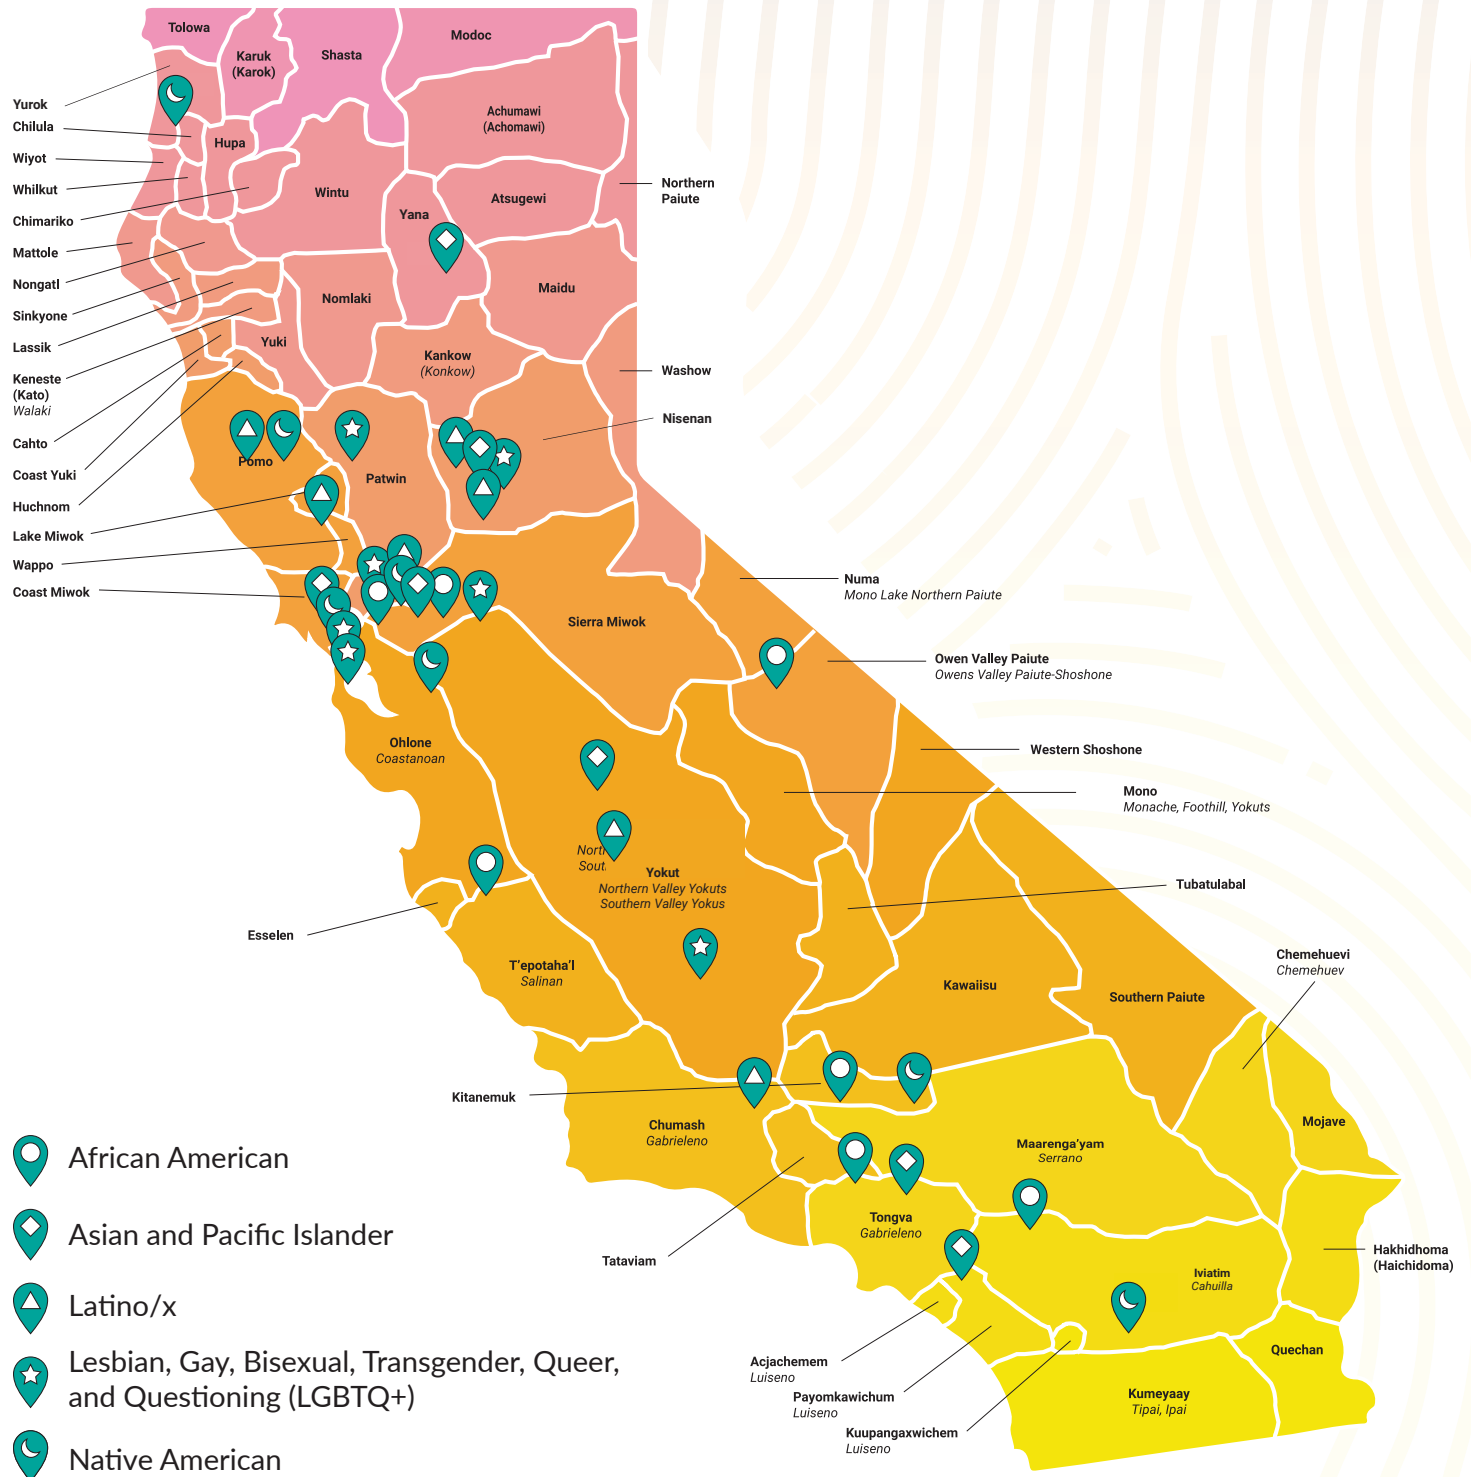 Tolowa
Karuk
(Karok)
Shasta
Modoc
Yurok
Chilula
Wiyot
Whilkut
Chimariko
Mattole
Nongatl
Sinkyone
Lassik
Keneste
(Kato)
Walaki
Cahto
Coast Yuki
Huchnom
Lake Miwok
Wappo
Coast Miwok
Hupa
Achumawi
(Achomawi)
Wintu
Yana
Atsugewi
Northern
Paiute
Nomlaki
Maidu
Yuki
Kankow
(Konkow)
Washow
Nisenan
Pomo
Patwin
Numa
Mono Lake Northern Paiute
Sierra Miwok
Owen Valley Paiute
Owens Valley Paiute-Shoshone
Ohlone
Coastanoan
Western Shoshone
Mono
Monache, Foothill, Yokuts
North
Sout
Yokut
Northern Valley Yokuts
Southern Valley Yokus
Tubatulabal
Esselen
T'epotaha'l
Salinan
Kawaiisu
Southern Paiute
Chemehuevi
Chemehuev
Kitanemuk
Chumash
Gabrieleno
Maarenga'yam
Serrano
Mojave
Tongva
Gabrieleno
Tataviam
Hakhidhoma
(Haichidoma)
Iviatim
Cahuilla
Acjachemem
Luiseno
Payomkawichum
Luiseno
Kuupangaxwichem
Luiseno
Quechan
Kumeyaay
Tipai, Ipai
African American
Asian and Pacific Islander
Latino/x
Lesbian, Gay, Bisexual, Transgender, Queer,
and Questioning (LGBTQ+)
Native American